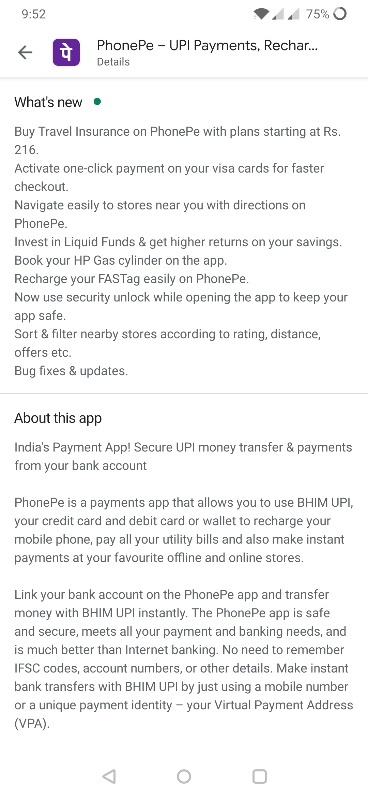 9:52
75%
पे
PhonePe – UPI Payments, Rechar...
Details
What's new
Buy Travel Insurance on PhonePe with plans starting at Rs.
216.
Activate one-click payment on your visa cards for faster
checkout.
Navigate easily to stores near you with directions on
PhonePe.
Invest in Liquid Funds & get higher returns on your savings.
Book your HP Gas cylinder on the app.
Recharge your FASTag easily on PhonePe.
Now use security unlock while opening the app to keep your
app safe.
Sort & filter nearby stores according to rating, distance,
offers etc.
Bug fixes & updates.
About this app
India's Payment App! Secure UPI money transfer & payments
from your bank account
PhonePe is a payments app that allows you to use BHIM UPI,
your credit card and debit card or wallet to recharge your
mobile phone, pay all your utility bills and also make instant
payments at your favourite offline and online stores.
Link your bank account on the PhonePe app and transfer
money with BHIM UPI instantly. The PhonePe app is safe
and secure, meets all your payment and banking needs, and
is much better than Internet banking. No need to remember
IFSC codes, account numbers, or other details. Make instant
bank transfers with BHIM UPI by just using a mobile number
or a unique payment identity – your Virtual Payment Address
(VPA).